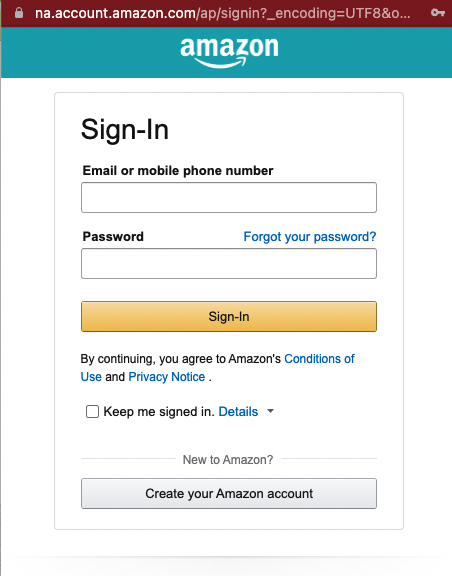 na.account.amazon.com/ap/signin?_encoding=UTF8&o...
amazon
Sign-In
Email or mobile phone number
Password Forgot your password?
Sign-In
By continuing, you agree to Amazon's Conditions of
Use and Privacy Notice .
Keep me signed in. Details
New to Amazon?
Create your Amazon account